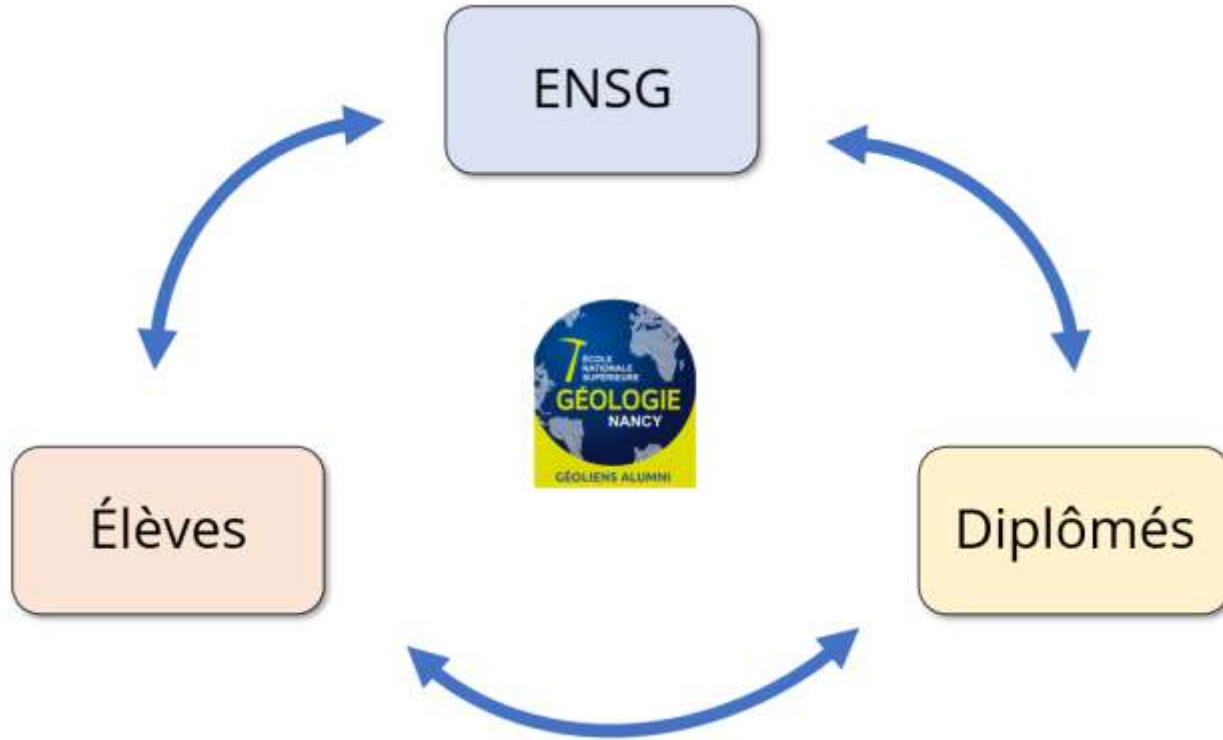 ENSG
ÉCOLE
NATIONALE
SUPÉRIEURE
GÉOLOGIE
NANCY
GÉOLIENS ALUMNI
Élèves
Diplômés